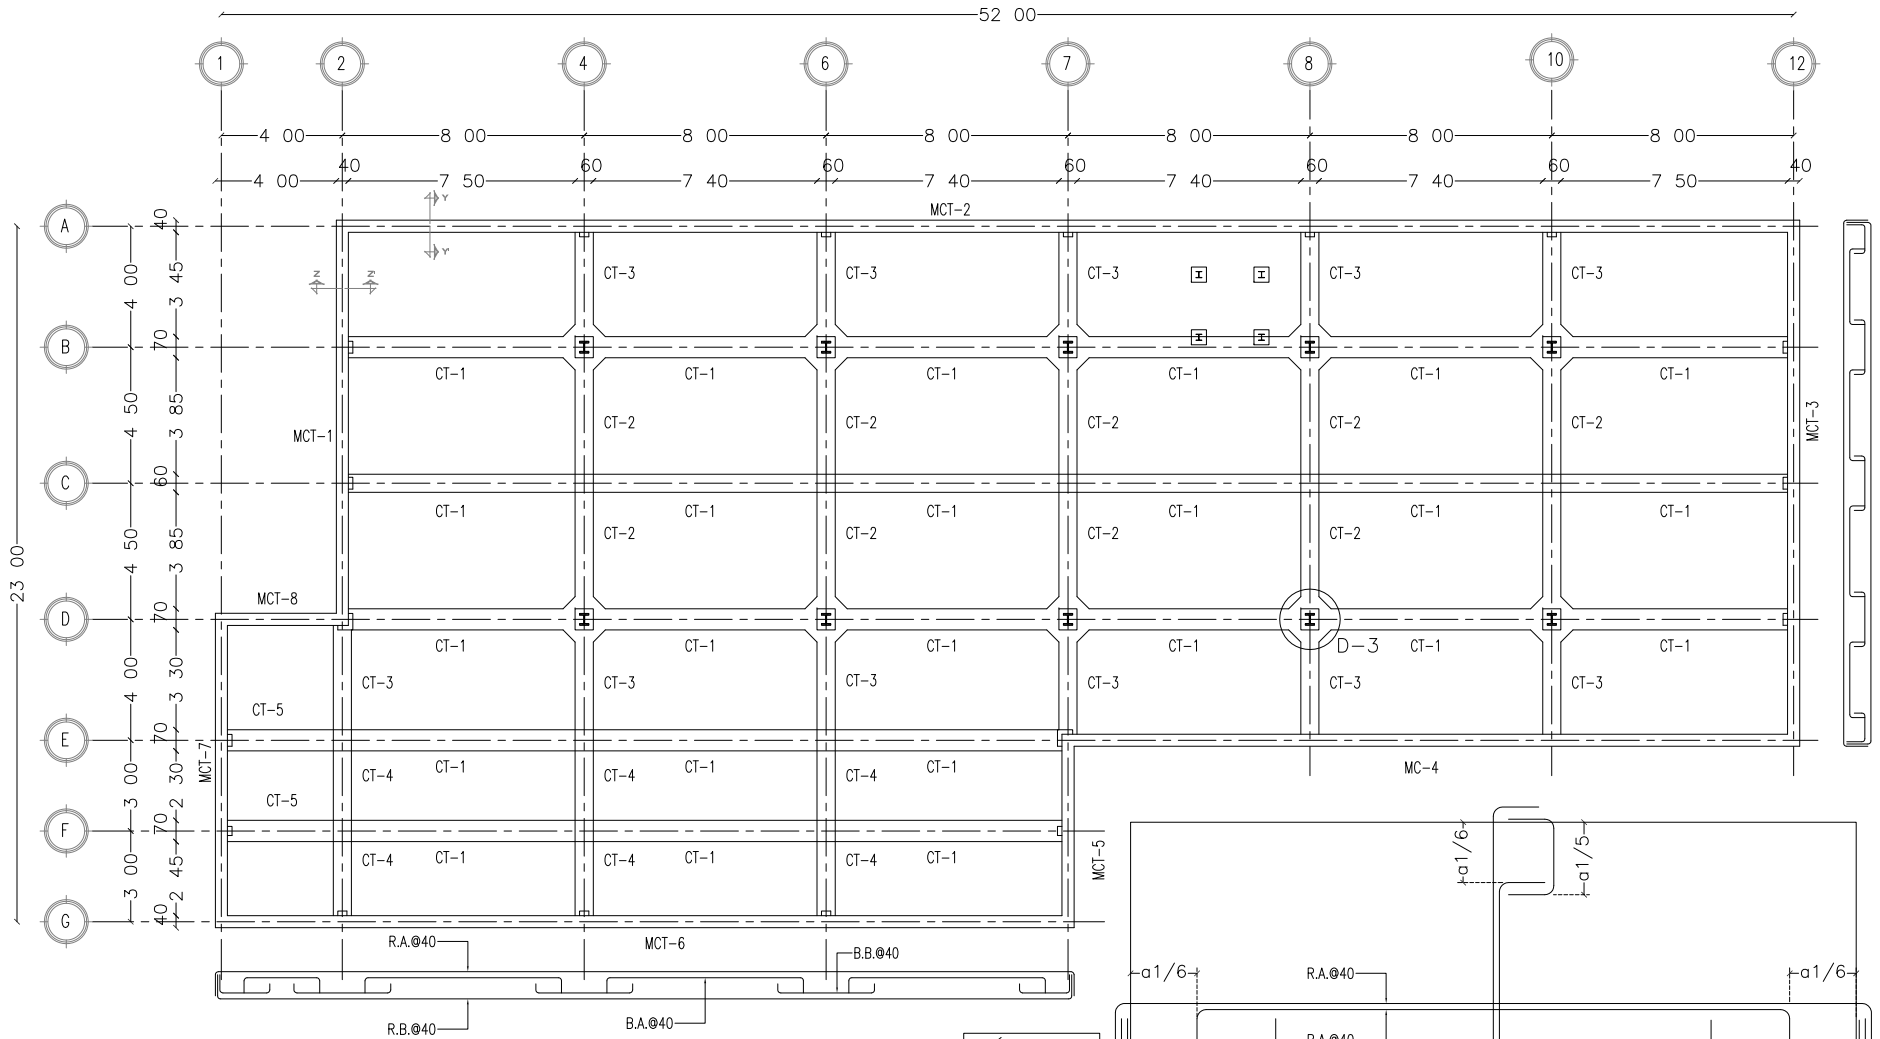 52 00
1 2 4 6 7 8 10 12
4 00 8 00 8 00 8 00 8 00 8 00 8 00
40 60 60 60 60 60 40
4 00 7 50 7 40 7 40 7 40 7 40 7 50
Y
MCT-2
A
40
Y'
3 45
4 00
CT-3 CT-3 CT-3 CT-3 CT-3
Z Z'
B
70
CT-1 CT-1 CT-1 CT-1 CT-1 CT-1
4 50
3 85
CT-2 CT-2 CT-2 CT-2 CT-2
MCT-1
MCT-3
C
60
CT-1 CT-1 CT-1 CT-1 CT-1 CT-1
4 50
3 85
CT-2 CT-2 CT-2 CT-2 CT-2
23 00
MCT-8
D
70
CT-1 CT-1 CT-1 CT-1 D-3 CT-1 CT-1
4 00
3 30
CT-3 CT-3 CT-3 CT-3 CT-3 CT-3
CT-5
E
70
MCT-7
CT-1 CT-1 CT-1 MC-4
3 00
2 30
CT-4 CT-4 CT-4
CT-5
F
70
CT-4 CT-1 CT-4 CT-1 CT-4 CT-1
MCT-5
3 00
2 45
a1/6 a1/5
G
40
R.A.@40 MCT-6 B.B.@40
R.B.@40 B.A.@40
a1/6 R.A.@40 a1/6
B.A.@40